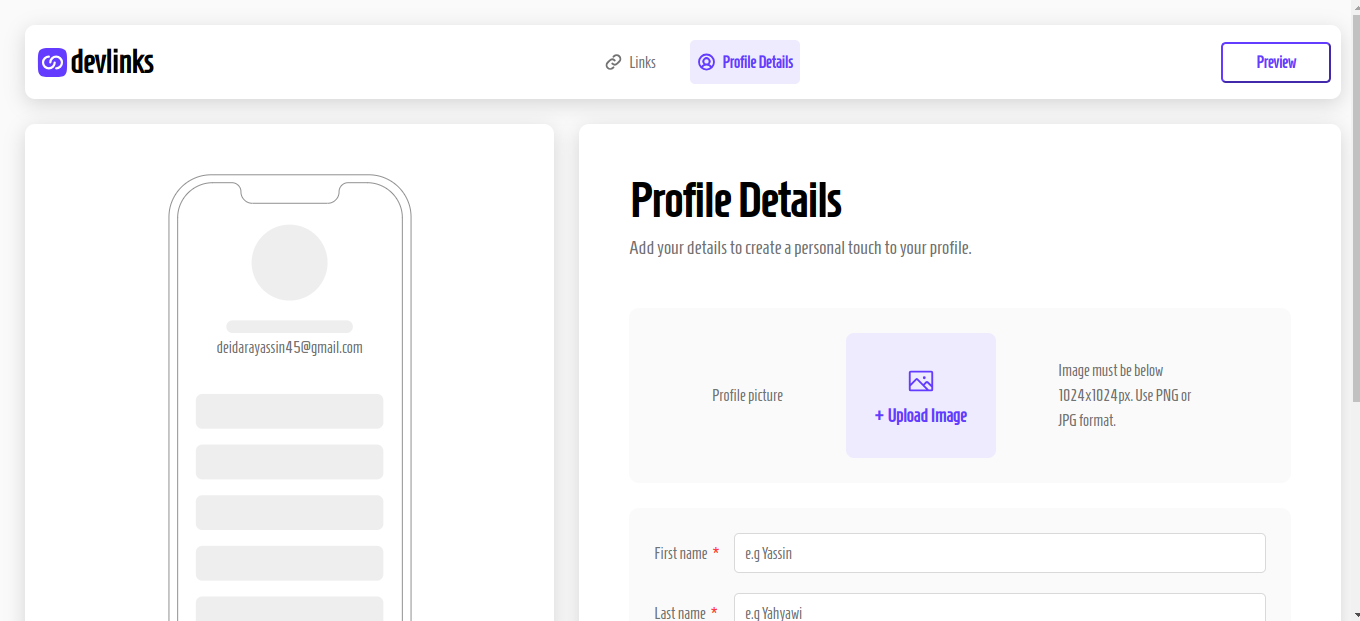 devlinks
Links
Profile Details
Preview
deidarayassin45@gmail.com
Profile Details
Add your details to create a personal touch to your profile.
Profile picture
+ Upload Image
Image must be below
1024x1024px. Use PNG or
JPG format.
First name *
e.g Yassin
Last name *
e.g Yahyawi